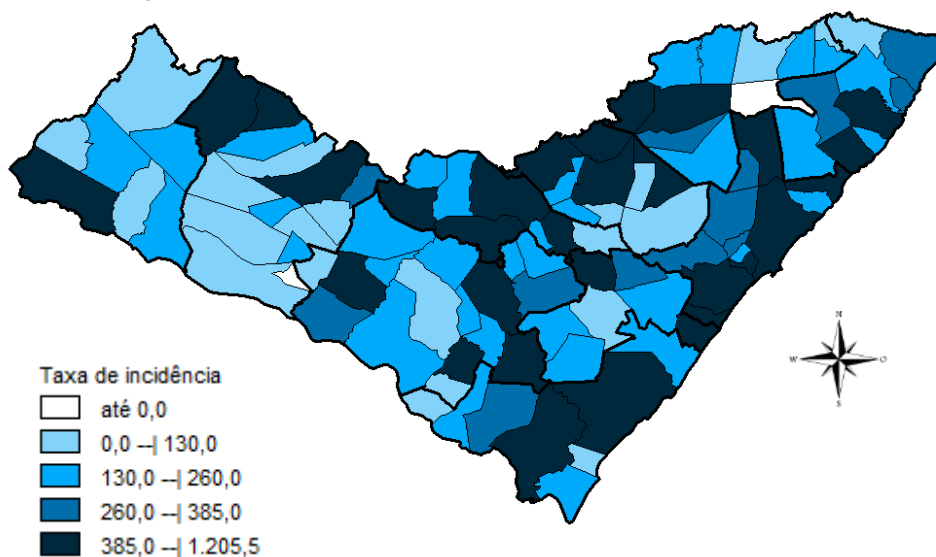 N
W
O
S
Taxa de incidência
até 0,0
0,0 --| 130,0
130,0 --| 260,0
260,0 --| 385,0
385,0 --| 1.205,5